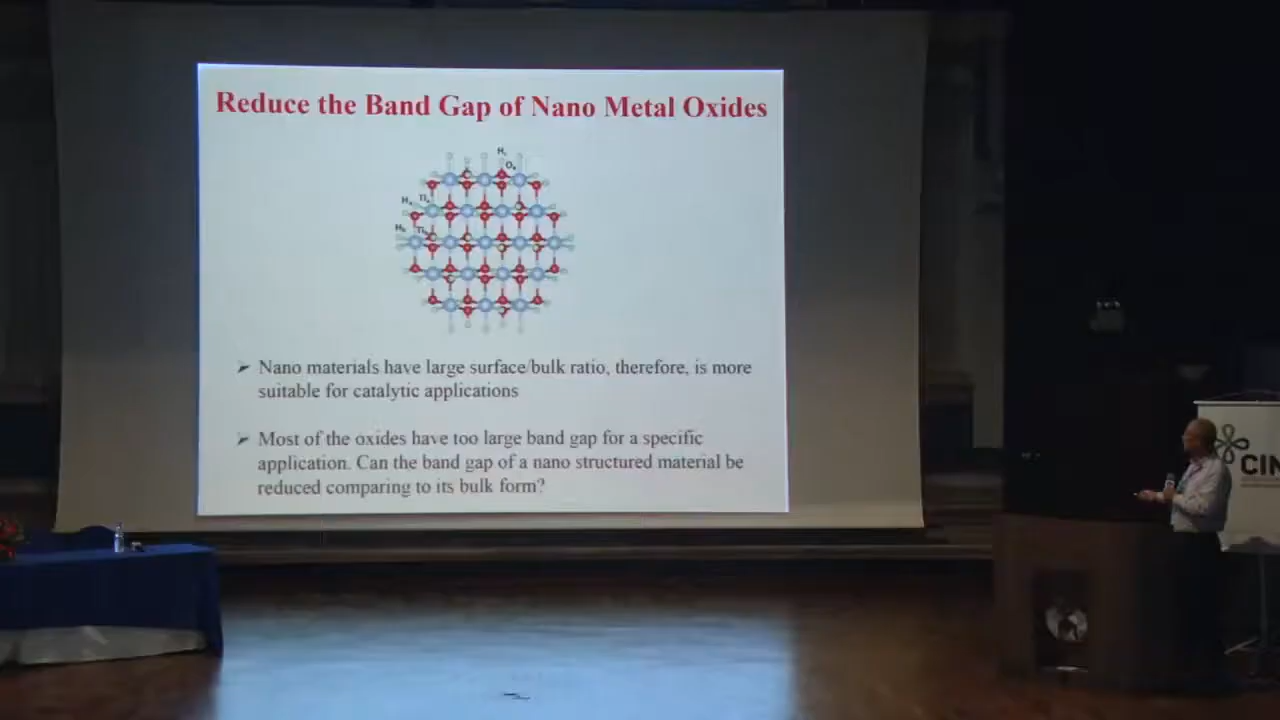 Reduce the Band Gap of Nano Metal Oxides
Nano materials have large surface/bulk ratio, therefore, is more
suitable for catalytic applications
Most of the oxides have too large band gap for a specific
application. Can the band gap of a nano structured material be
reduced comparing to its bulk form?
CIN